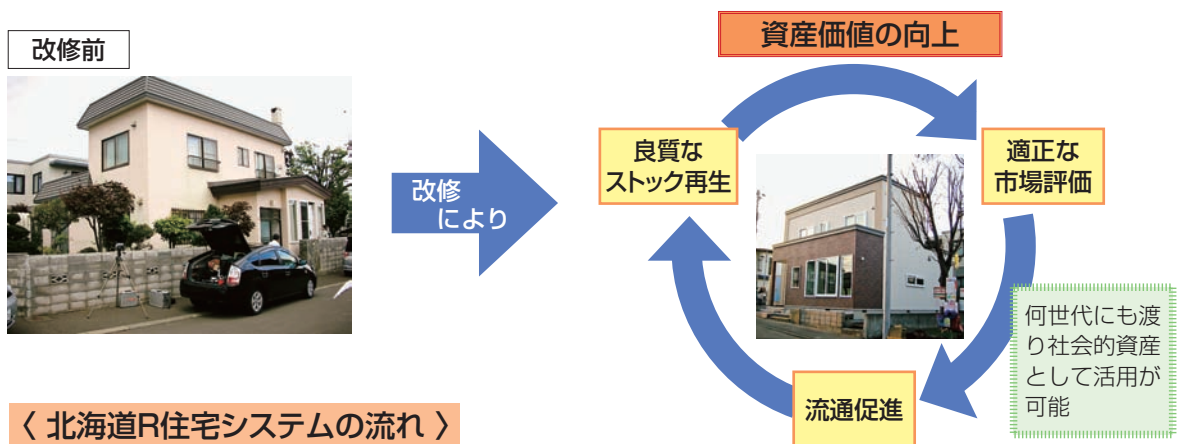 改修前
資産価値の向上
改修
により
良質な
ストック再生
適正な
市場評価
何世代にも渡
り社会的資産
として活用が
可能
流通促進
〈 北海道R住宅システムの流れ 〉